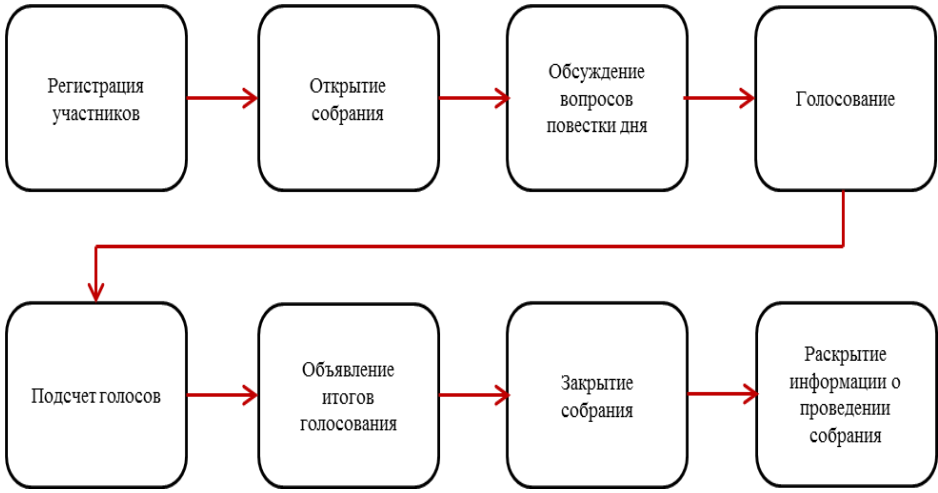 Регистрация
участников
Открытие
собрания
Обсуждение
вопросов
повестки дня
Голосование
Подсчет голосов
Объявление
итогов
голосования
Закрытие
собрания
Раскрытие
информации о
проведении
собрания